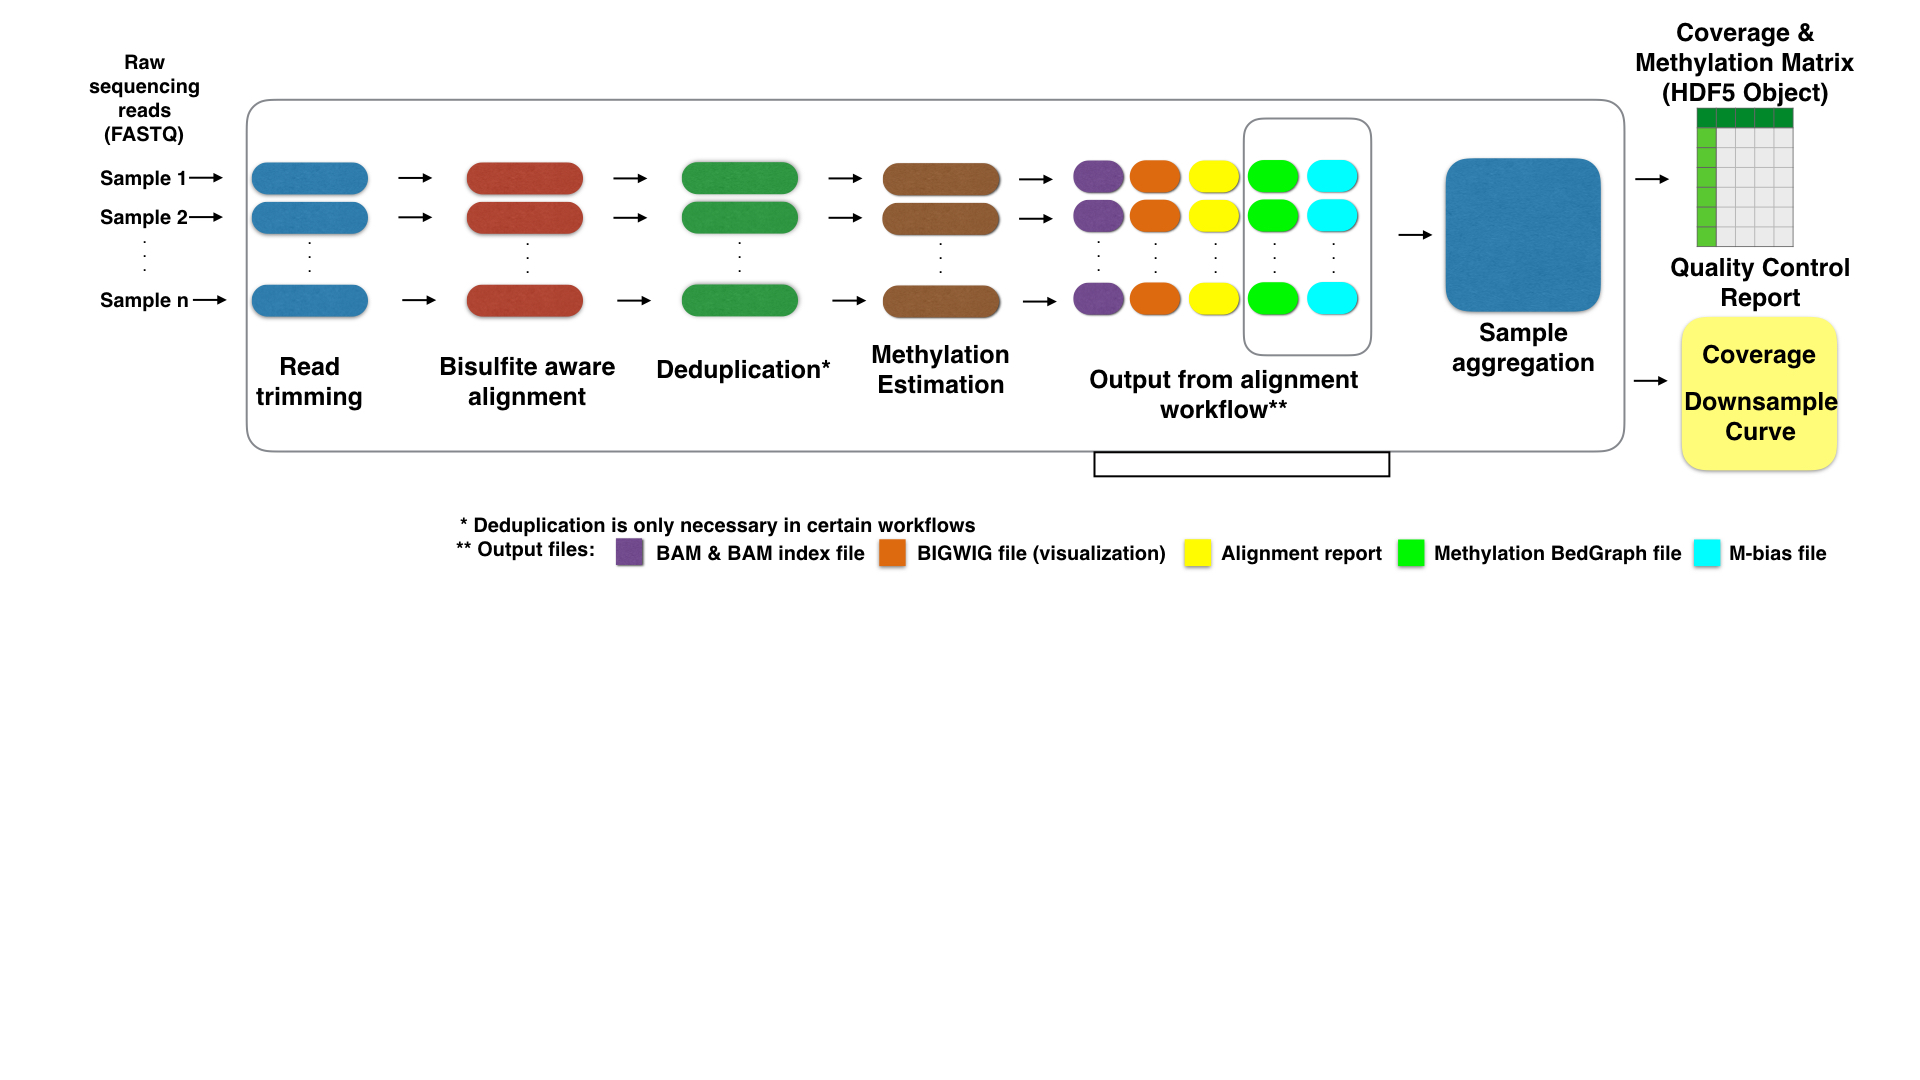 Raw
sequencing
reads
(FASTQ)
Sample 1
Sample 2
Sample n
Read
trimming
Bisulfite aware
alignment
Deduplication*
Methylation
Estimation
Output from alignment
workflow**
Sample
aggregation
Coverage &
Methylation Matrix
(HDF5 Object)
Quality Control
Report
Coverage
Downsample
Curve
* Deduplication is only necessary in certain workflows
** Output files: BAM & BAM index file BIGWIG file (visualization) Alignment report Methylation BedGraph file M-bias file